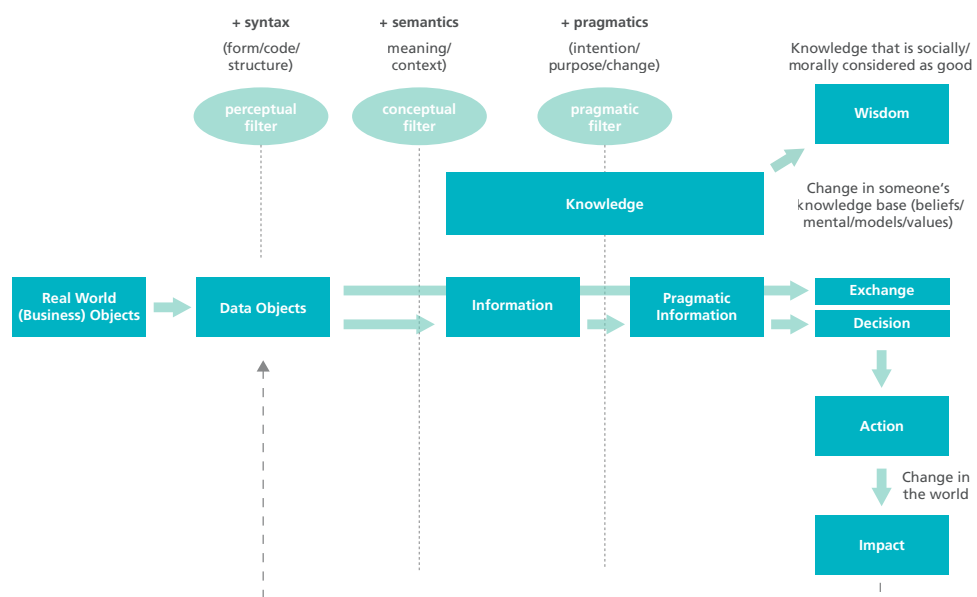 + syntax
(form/code/
structure)
perceptual
filter
+ semantics
meaning/
context)
conceptual
filter
+ pragmatics
(intention/
purpose/change)
pragmatic
filter
Knowledge that is socially/
morally considered as good
Wisdom
Knowledge
Change in someone's
knowledge base (beliefs/
mental/models/values)
Real World
(Business) Objects
Data Objects
Information
Pragmatic
Information
Exchange
Decision
Action
Change in
the world
Impact